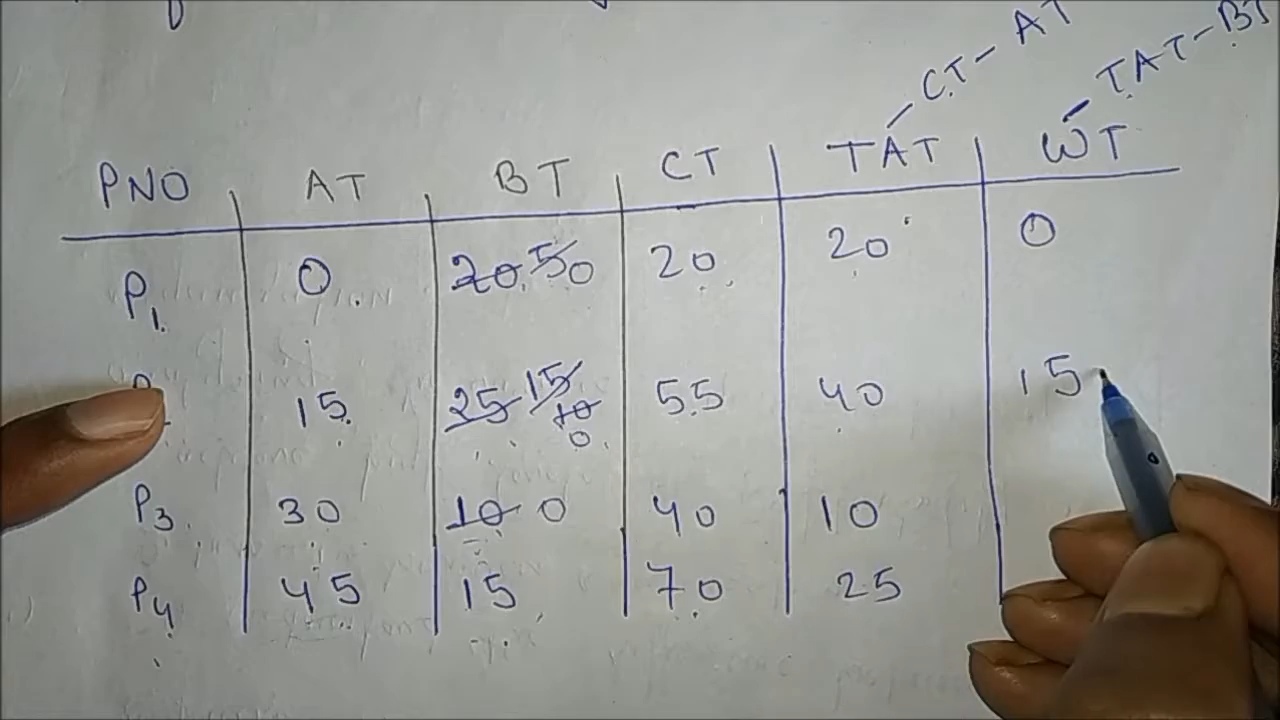 CT - AT
TAT - BT
PNO AT BT CT TAT WT
P1 0 20 5 0 20 20 0
15 25 15 10 0 55 40 15
P3 30 10 0 40 10
P4 45 15 70 25